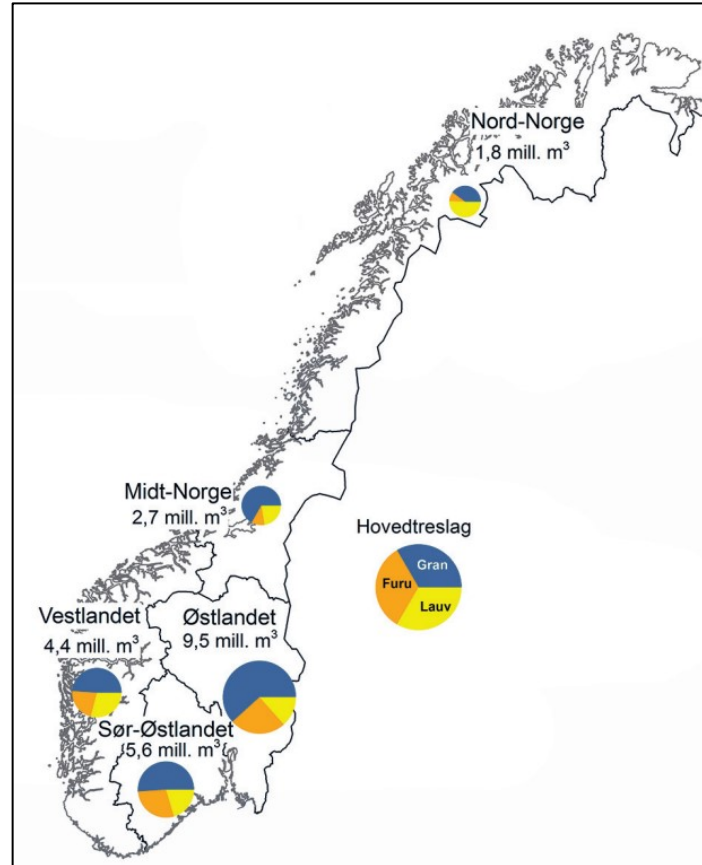 Nord-Norge
1,8 mill. m³
Midt-Norge
2,7 mill. m³
Hovedtreslag
Gran
Furu
Lauv
Vestlandet
4,4 mill. m³
Østlandet
9,5 mill. m³
Sør-Østlandet
5,6 mill. m³